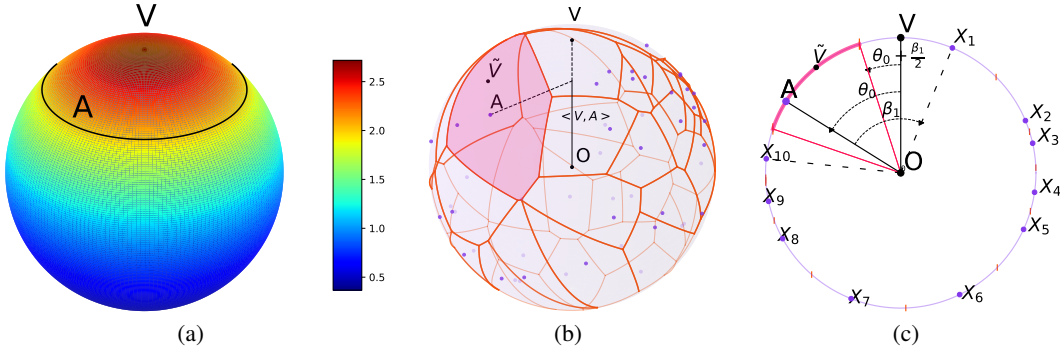 V
A
2.5
2.0
1.5
1.0
0.5
(a)
V
Ṽ
A
<V, A>
O
(b)
V
X₁
θ₀ + β₁/2
Ṽ
A
θ₀
β₁
X₂
X₃
O
X₁₀
X₄
X₉
X₅
X₈
X₇
X₆
(c)